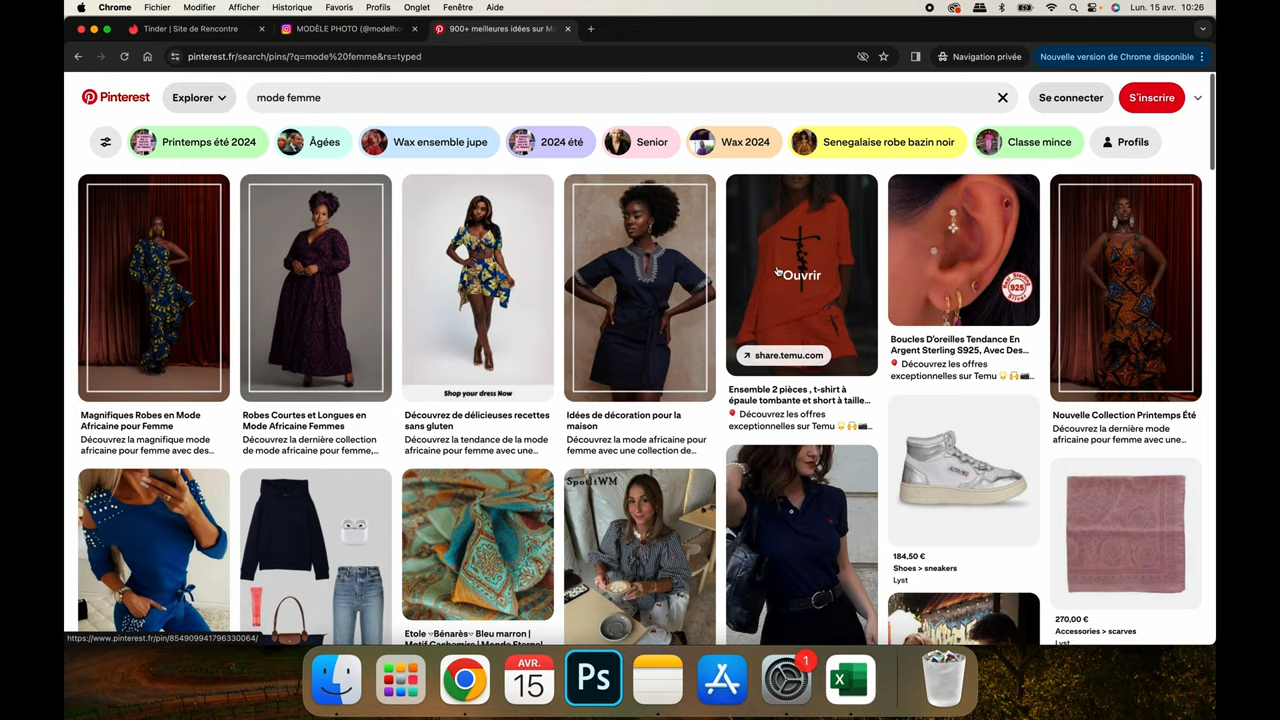 Chrome Fichier Modifier Afficher Historique Favoris Profils Onglet Fenêtre Aide
Lun. 15 avr. 10:26
Tinder | Site de Rencontre
MODÈLE PHOTO (@modelho
900+ meilleures idées sur Mo
pinterest.fr/search/pins/?q=mode%20femme&rs=typed
Navigation privée
Nouvelle version de Chrome disponible
Pinterest
Explorer
mode femme
Se connecter
S'inscrire
Printemps été 2024
Âgées
Wax ensemble jupe
2024 été
Senior
Wax 2024
Senegalaise robe bazin noir
Classe mince
Profils
Magnifiques Robes en Mode
Africaine pour Femme
Découvrez la magnifique mode
africaine pour femme avec des...
Robes Courtes et Longues en
Mode Africaine Femmes
Découvrez la dernière collection
de mode africaine pour femme,...
Shop your dress Now
Découvrez de délicieuses recettes
sans gluten
Découvrez la tendance de la mode
africaine pour femme avec une...
Idées de décoration pour la
maison
Découvrez la mode africaine pour
femme avec une collection de...
Ouvrir
share.temu.com
Ensemble 2 pièces , t-shirt à
épaule tombante et short à taille...
Découvrez les offres
exceptionnelles sur Temu
925
Boucles D'oreilles Tendance En
Argent Sterling S925, Avec Des...
Découvrez les offres
exceptionnelles sur Temu
Nouvelle Collection Printemps Été
Découvrez la dernière mode
africaine pour femme avec une...
SpotItWM
184,50 €
Shoes > sneakers
Lyst
270,00 €
Accessories > scarves
Etole Bénarès Bleu marron |
https://www.pinterest.fr/pin/854909941796330064/
AVR.
15
Ps
1
X